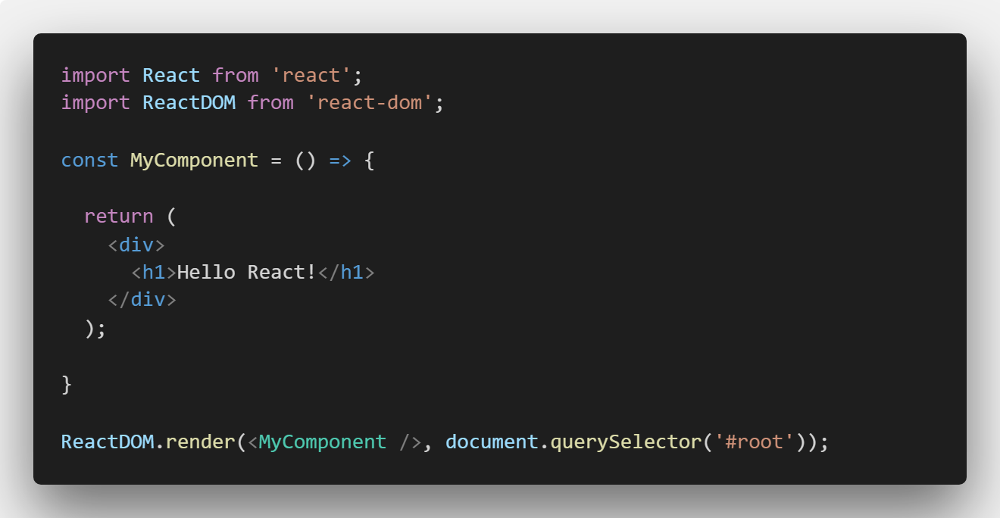 import React from 'react';
import ReactDOM from 'react-dom';
const MyComponent = () => {
  return (
    <div>
      <h1>Hello React!</h1>
    </div>
  );
}
ReactDOM.render(<MyComponent />, document.querySelector('#root'));